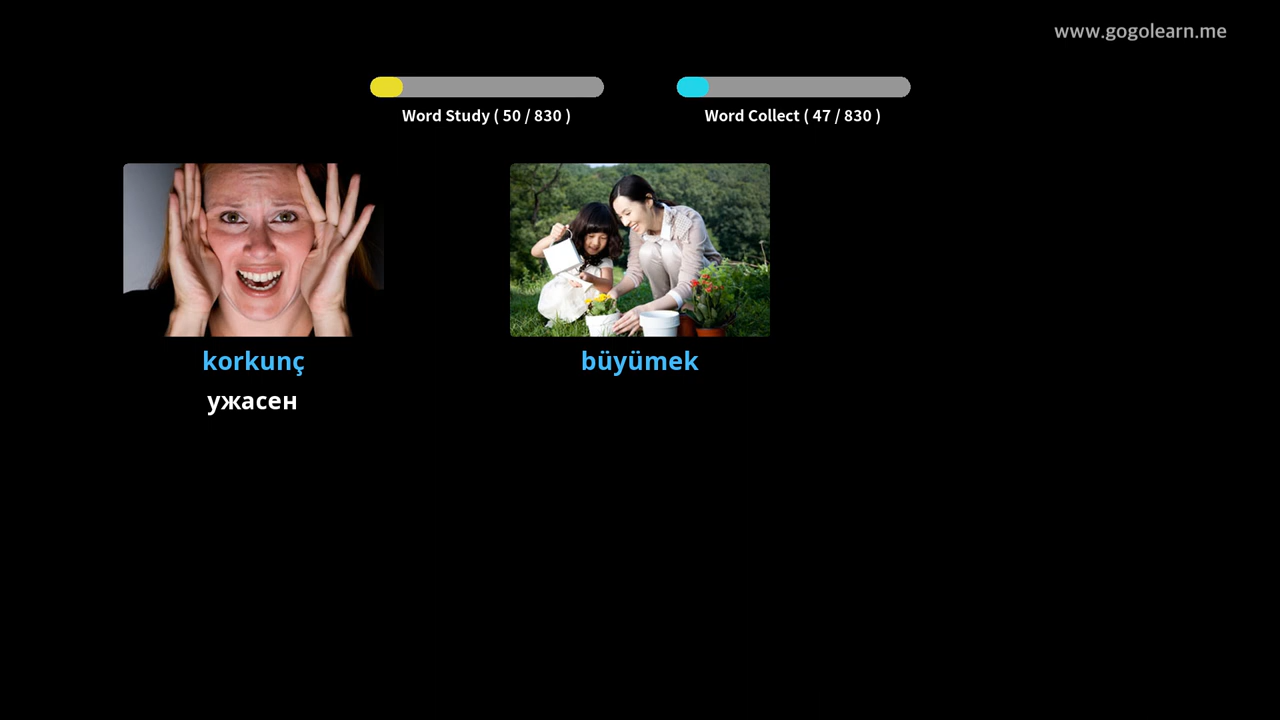 www.gogolearn.me
Word Study ( 50 / 830 )
Word Collect ( 47 / 830 )
korkunç
büyümek
ужасен